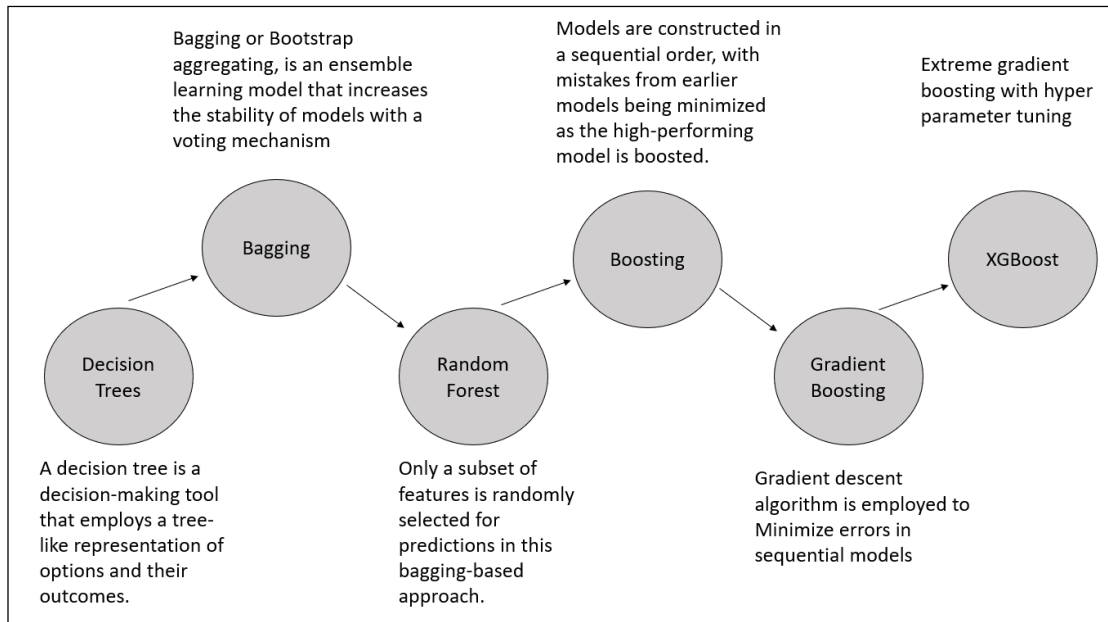 Bagging or Bootstrap
aggregating, is an ensemble
learning model that increases
the stability of models with a
voting mechanism
Models are constructed in
a sequential order, with
mistakes from earlier
models being minimized
as the high-performing
model is boosted.
Extreme gradient
boosting with hyper
parameter tuning
Bagging
Boosting
XGBoost
Decision
Trees
Random
Forest
Gradient
Boosting
A decision tree is a
decision-making tool
that employs a tree-
like representation of
options and their
outcomes.
Only a subset of
features is randomly
selected for
predictions in this
bagging-based
approach.
Gradient descent
algorithm is employed to
Minimize errors in
sequential models